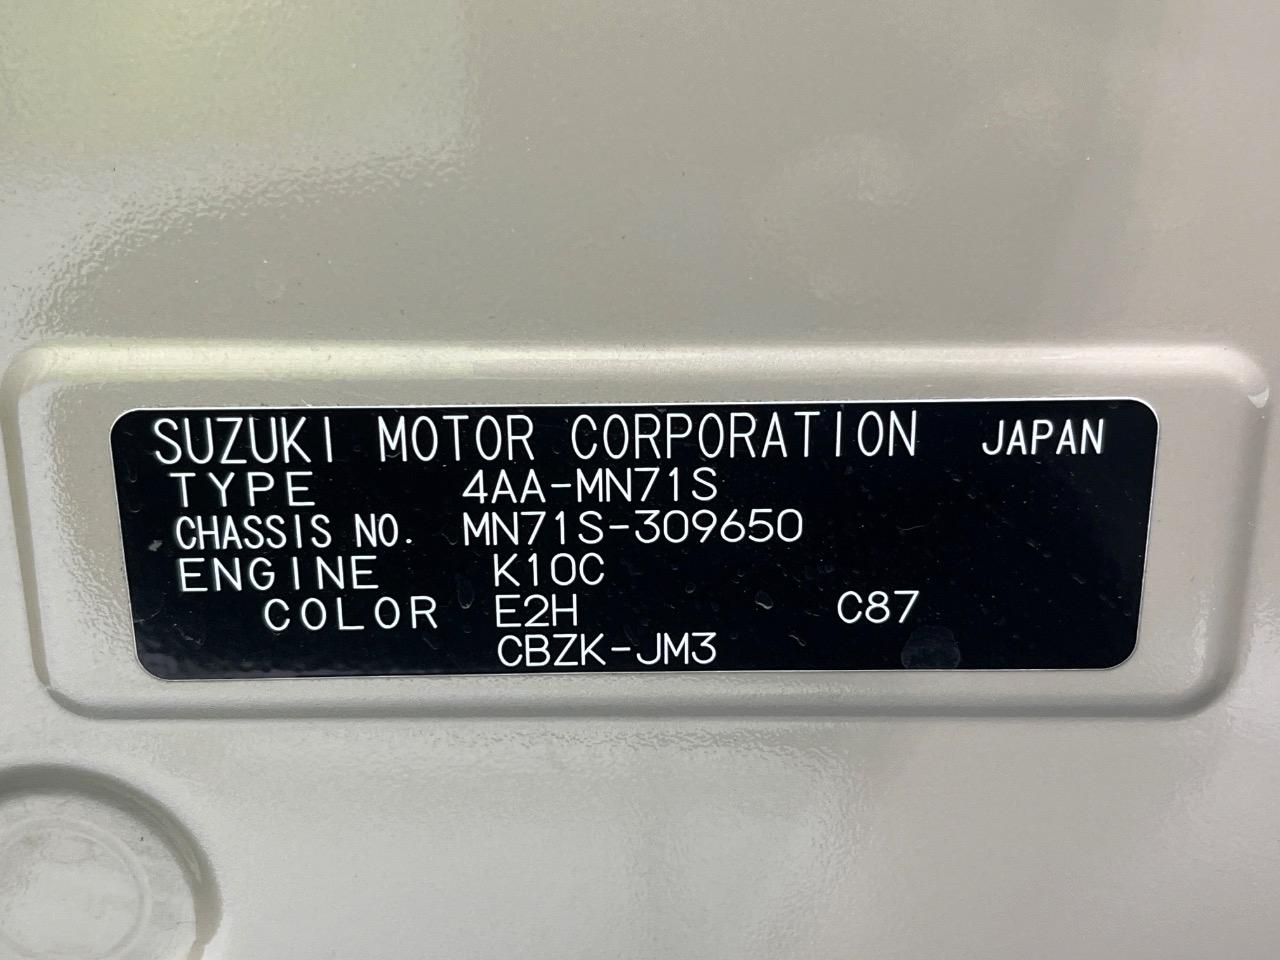 SUZUKI MOTOR CORPORATION JAPAN
TYPE 4AA-MN71S
CHASSIS NO. MN71S-309650
ENGINE K10C
COLOR E2H C87
CBZK-JM3